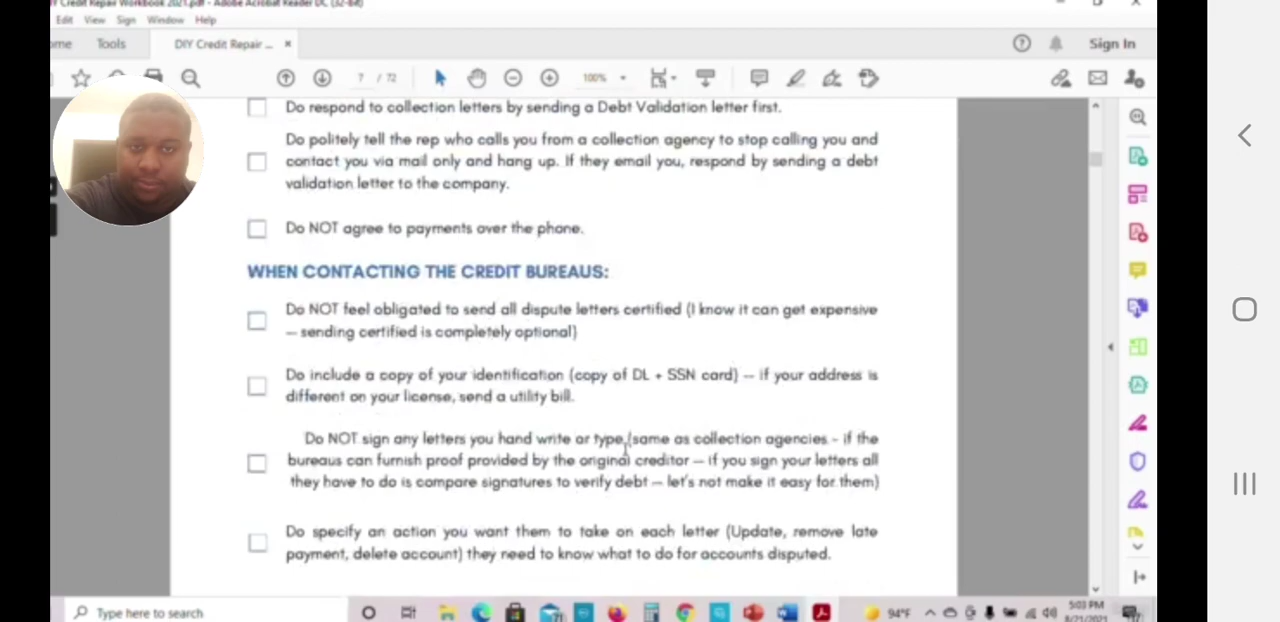 DIY Credit Repair Workbook 2021.pdf - Adobe Acrobat Reader DC (32-bit)
Edit View Sign Window Help
ome Tools DIY Credit Repair ... × Sign In
7 / 72 100%
Do respond to collection letters by sending a Debt Validation letter first.
Do politely tell the rep who calls you from a collection agency to stop calling you and
contact you via mail only and hang up. If they email you, respond by sending a debt
validation letter to the company.
Do NOT agree to payments over the phone.
WHEN CONTACTING THE CREDIT BUREAUS:
Do NOT feel obligated to send all dispute letters certified (I know it can get expensive
– sending certified is completely optional)
Do include a copy of your identification (copy of DL + SSN card) – if your address is
different on your license, send a utility bill.
Do NOT sign any letters you hand write or type (same as collection agencies - if the
bureaus can furnish proof provided by the original creditor – if you sign your letters all
they have to do is compare signatures to verify debt – let's not make it easy for them)
Do specify an action you want them to take on each letter (Update, remove late
payment, delete account) they need to know what to do for accounts disputed.
Type here to search 94°F 5:03 PM
8/21/2021